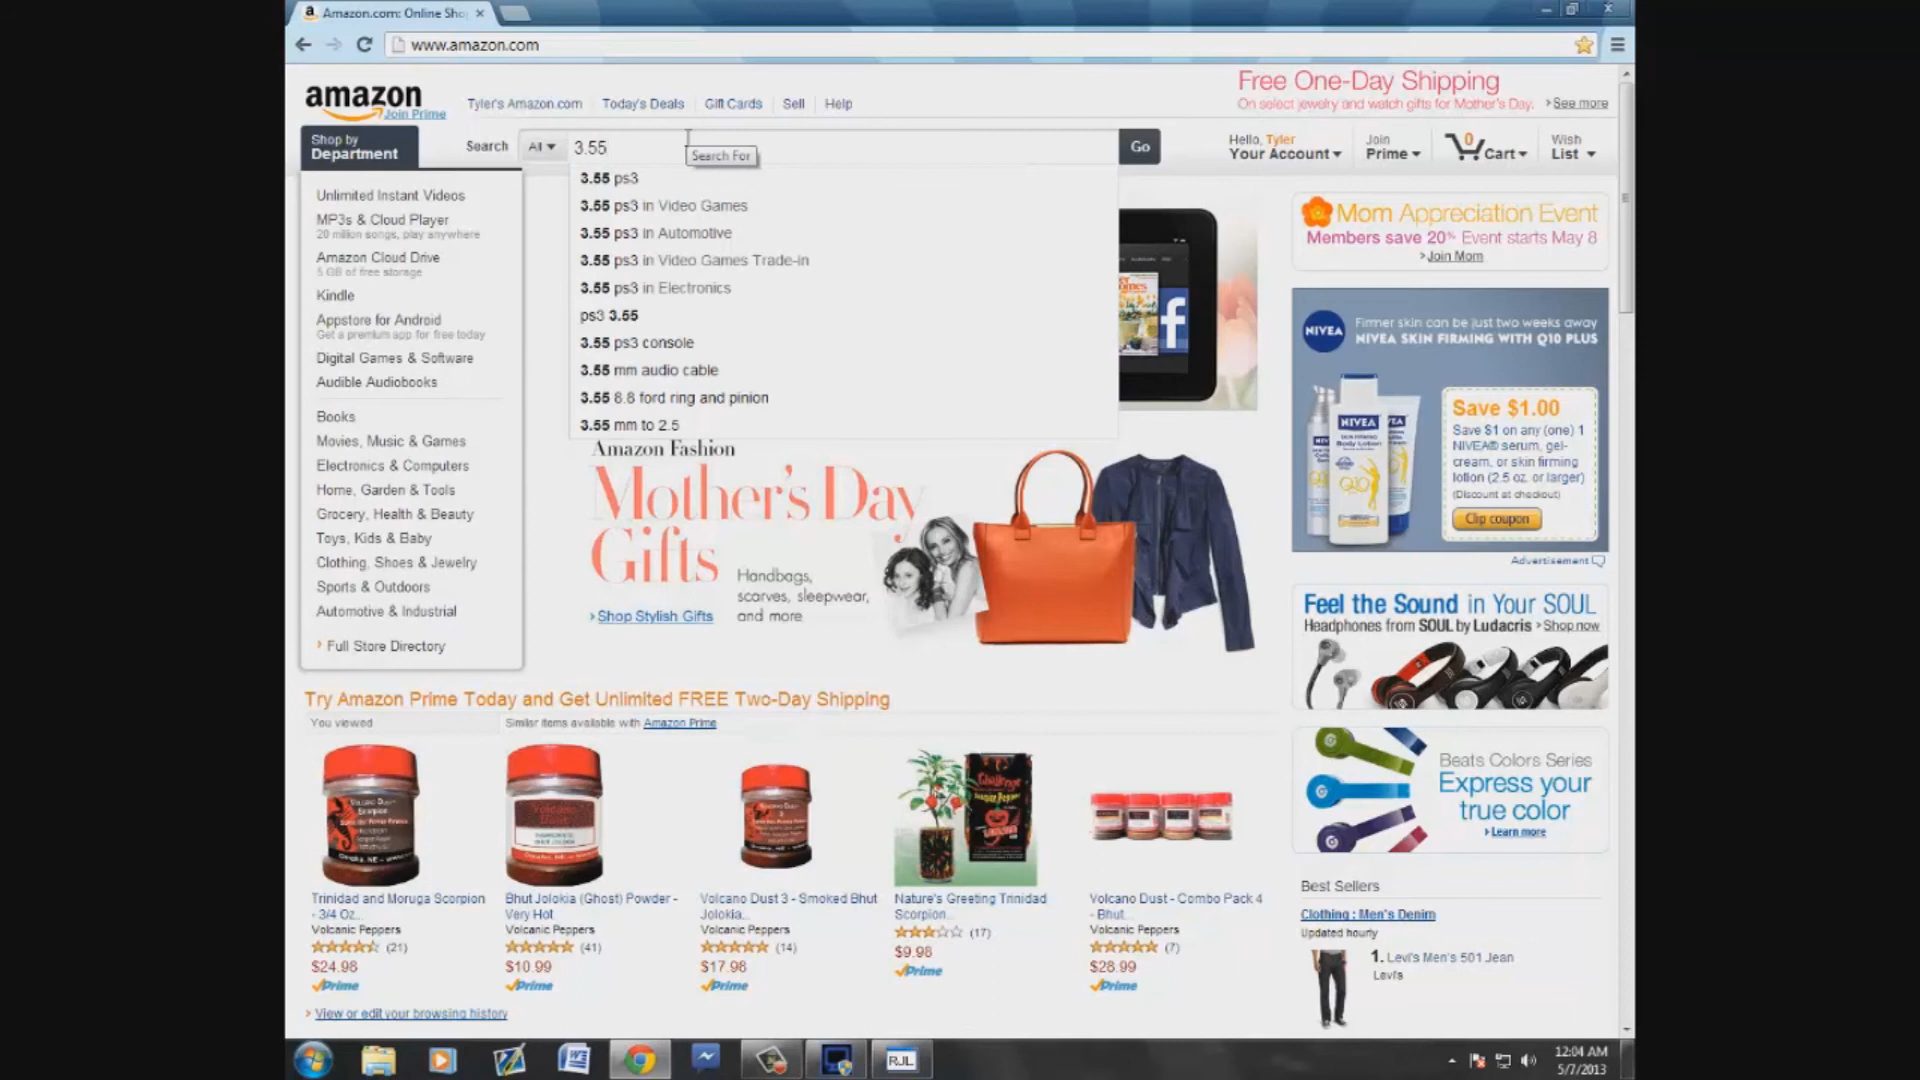 Amazon.com: Online Sho
www.amazon.com
amazon
Join Prime
Tyler's Amazon.com Today's Deals Gift Cards Sell Help
Free One-Day Shipping
On select jewelry and watch gifts for Mother's Day. See more
Shop by
Department
Search All 3.55 Go
Search For
Hello, Tyler
Your Account
Join
Prime
0
Cart
Wish
List
3.55 ps3
3.55 ps3 in Video Games
3.55 ps3 in Automotive
3.55 ps3 in Video Games Trade-in
3.55 ps3 in Electronics
ps3 3.55
3.55 ps3 console
3.55 mm audio cable
3.55 8.8 ford ring and pinion
3.55 mm to 2.5
Unlimited Instant Videos
MP3s & Cloud Player
20 million songs, play anywhere
Amazon Cloud Drive
5 GB of free storage
Kindle
Appstore for Android
Get a premium app for free today
Digital Games & Software
Audible Audiobooks
Books
Movies, Music & Games
Electronics & Computers
Home, Garden & Tools
Grocery, Health & Beauty
Toys, Kids & Baby
Clothing, Shoes & Jewelry
Sports & Outdoors
Automotive & Industrial
Full Store Directory
Amazon Fashion
Mother's Day
Gifts
Handbags,
scarves, sleepwear,
and more
Shop Stylish Gifts
Mom Appreciation Event
Members save 20% Event starts May 8
Join Mom
NIVEA
Firmer skin can be just two weeks away
NIVEA SKIN FIRMING WITH Q10 PLUS
NIVEA
Q10
Save $1.00
Save $1 on any (one) 1
NIVEA® serum, gel-
cream, or skin firming
lotion (2.5 oz. or larger)
(Discount at checkout)
Clip coupon
Advertisement
Feel the Sound in Your SOUL
Headphones from SOUL by Ludacris Shop now
Beats Colors Series
Express your
true color
Learn more
Best Sellers
Clothing : Men's Denim
Updated hourly
1. Levi's Men's 501 Jean
Levi's
Try Amazon Prime Today and Get Unlimited FREE Two-Day Shipping
You viewed
Similar items available with Amazon Prime
Trinidad and Moruga Scorpion
- 3/4 Oz...
Volcanic Peppers
(21)
$24.98
Prime
Bhut Jolokia (Ghost) Powder -
Very Hot
Volcanic Peppers
(41)
$10.99
Prime
Volcano Dust 3 - Smoked Bhut
Jolokia...
Volcanic Peppers
(14)
$17.98
Prime
Nature's Greeting Trinidad
Scorpion...
(17)
$9.98
Prime
Volcano Dust - Combo Pack 4
- Bhut...
Volcanic Peppers
(7)
$28.99
Prime
View or edit your browsing history
RJL
12:04 AM
5/7/2013